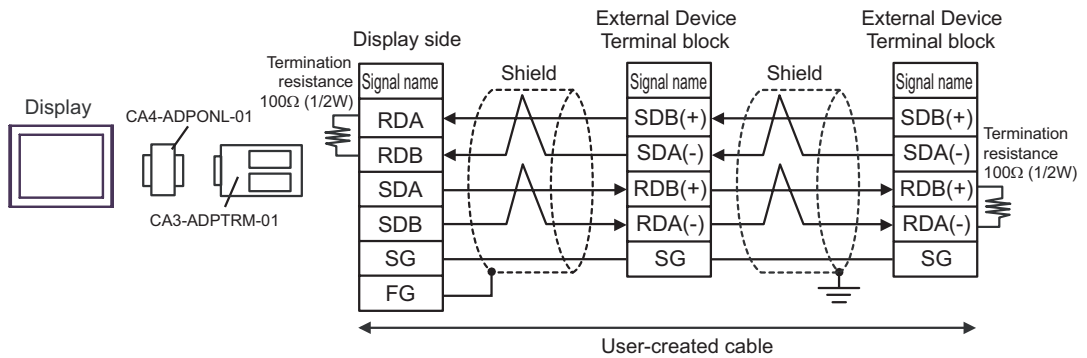 External Device
Terminal block
External Device
Terminal block
Display side
Termination
resistance
100Ω (1/2W)
Shield
Shield
Display
CA4-ADPONL-01
CA3-ADPTRM-01
Signal name
RDA
RDB
SDA
SDB
SG
FG
Signal name
SDB(+)
SDA(-)
RDB(+)
RDA(-)
SG
Signal name
SDB(+)
SDA(-)
RDB(+)
RDA(-)
SG
Termination
resistance
100Ω (1/2W)
User-created cable